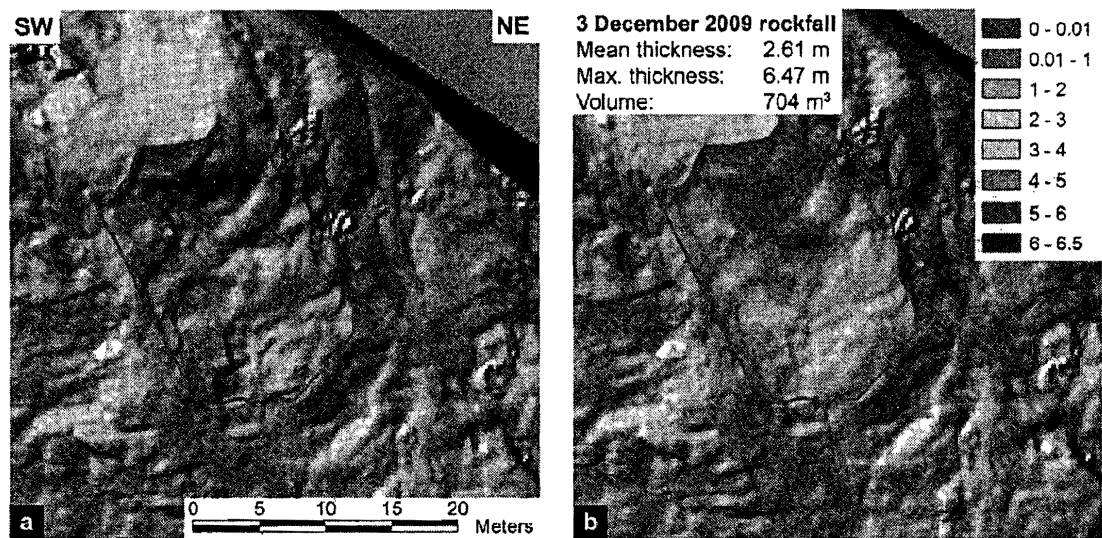 SW
NE
0 5 10 15 20
Meters
a
3 December 2009 rockfall
Mean thickness: 2.61 m
Max. thickness: 6.47 m
Volume: 704 m³
0 - 0.01
0.01 - 1
1 - 2
2 - 3
3 - 4
4 - 5
5 - 6
6 - 6.5
b